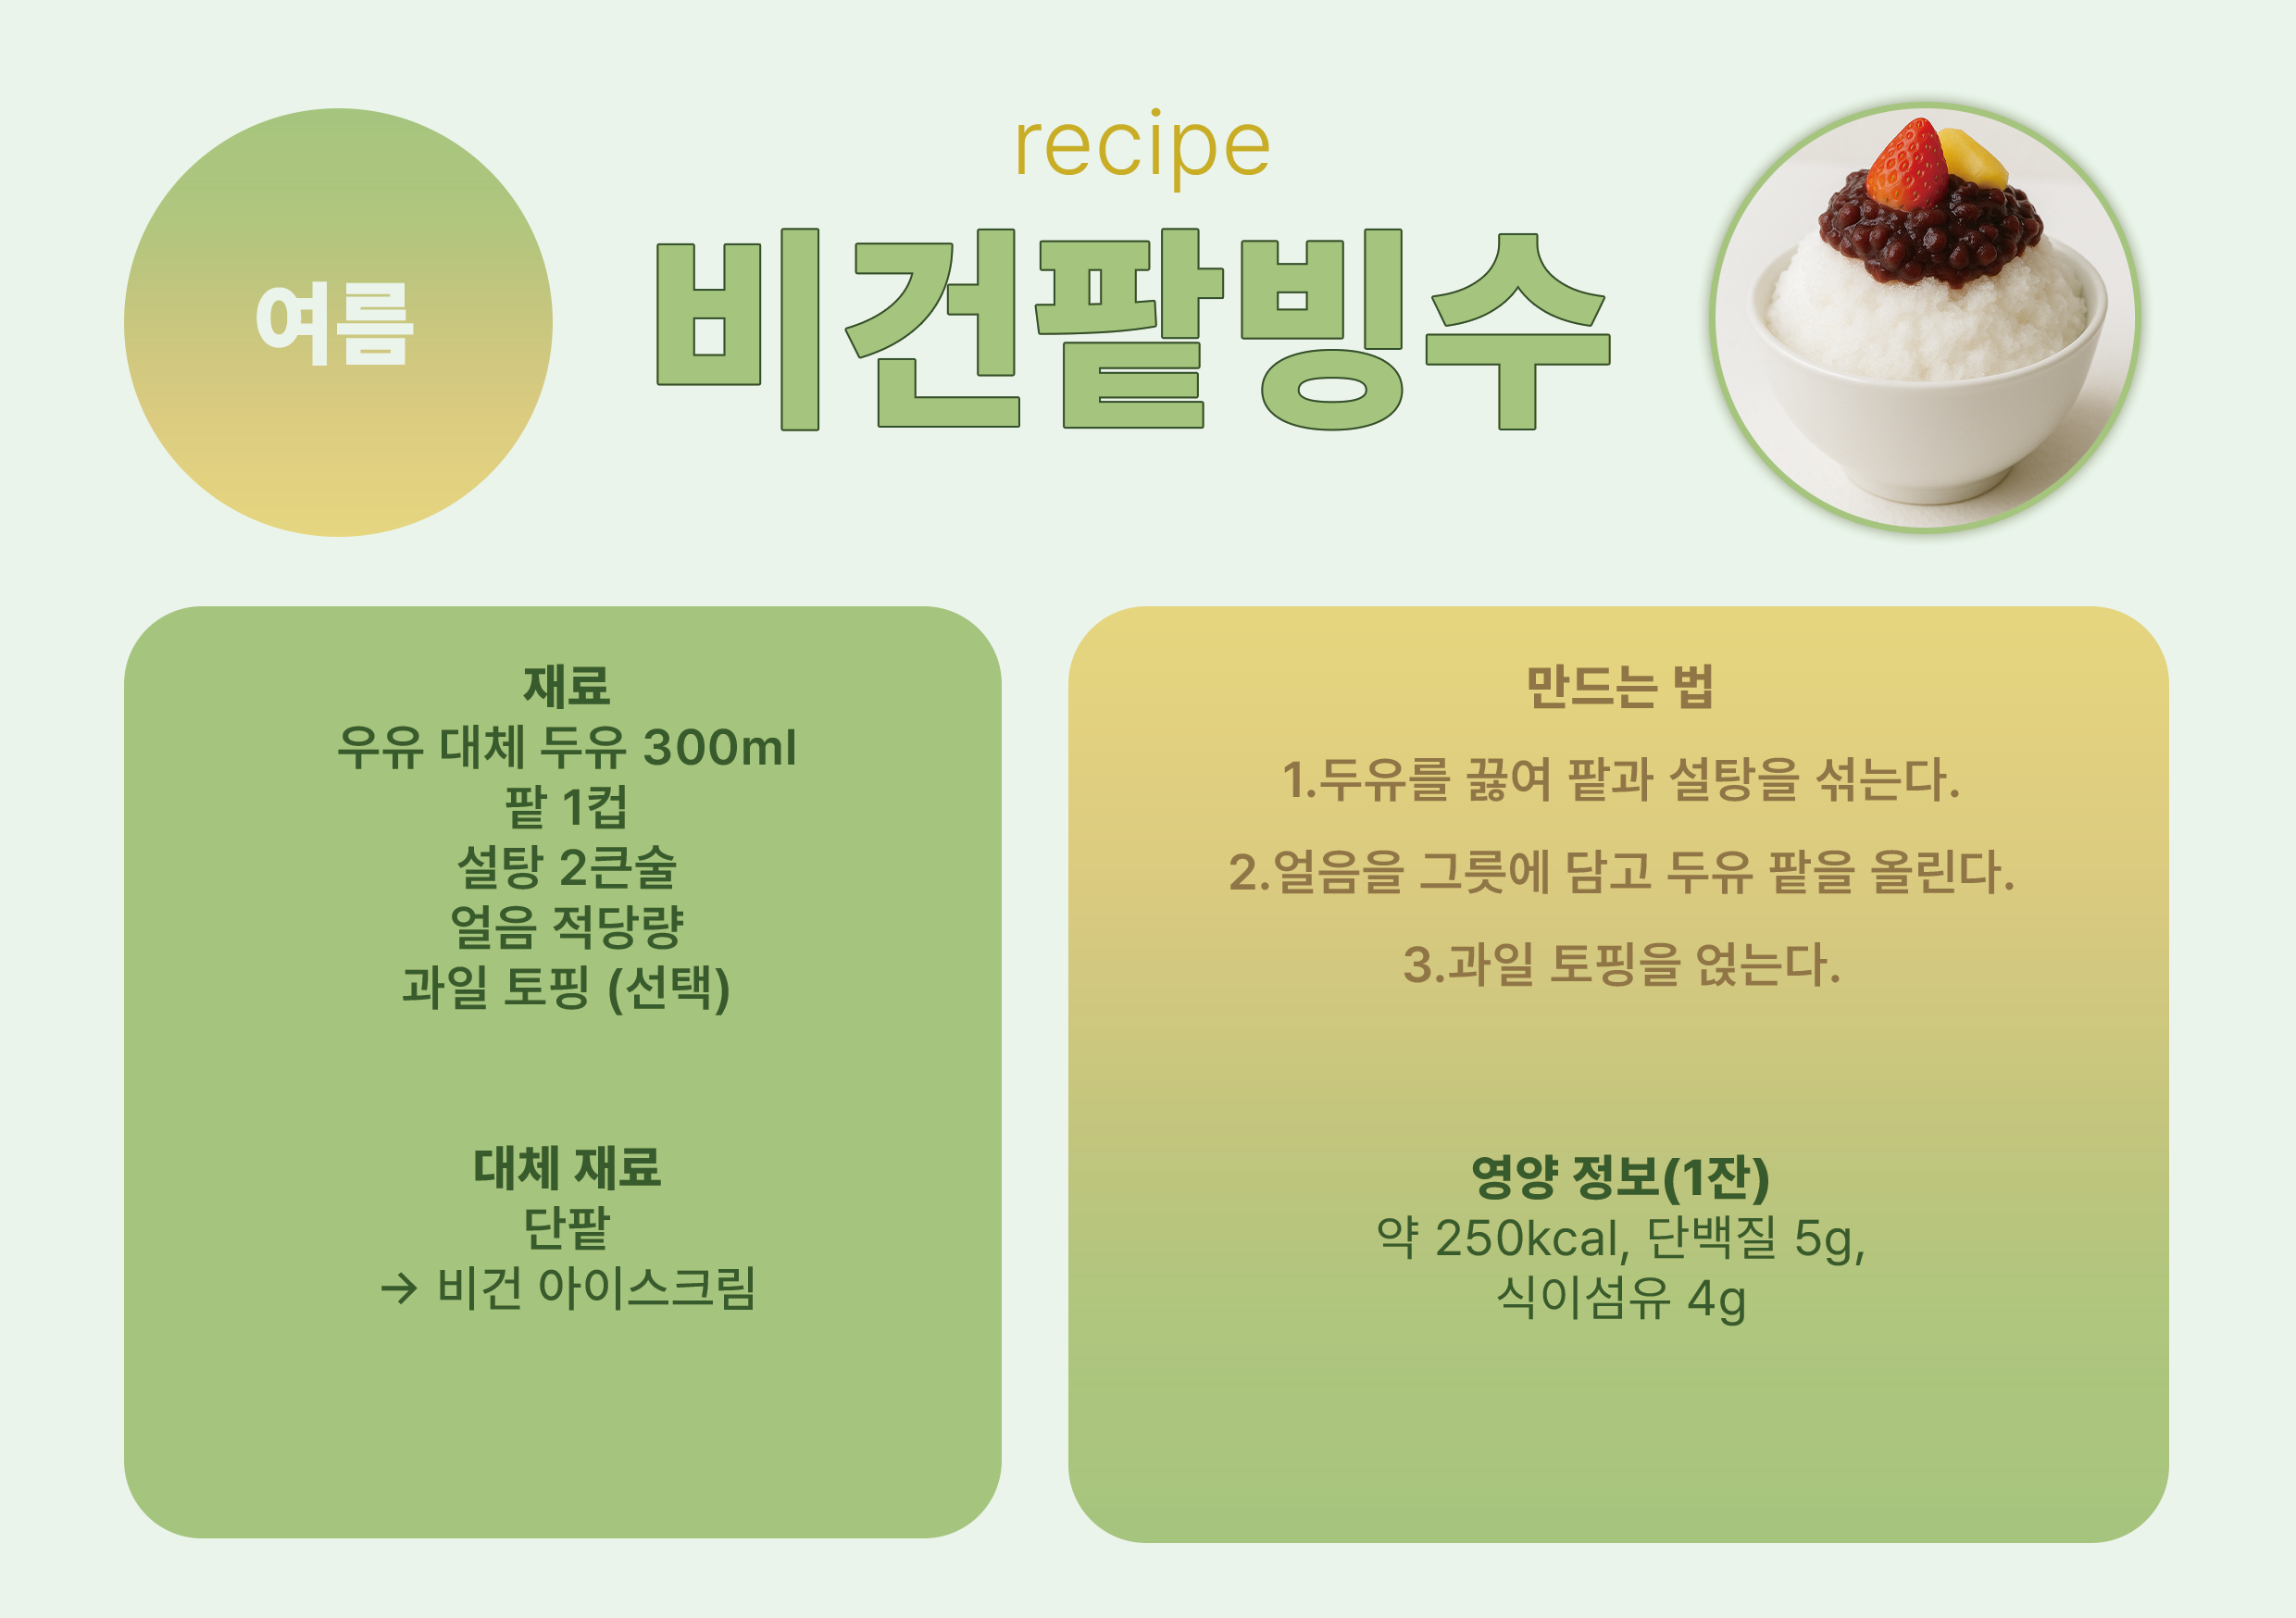 recipe
여름
비건팥빙수
재료
우유 대체 두유 300ml
팥 1컵
설탕 2큰술
얼음 적당량
과일 토핑 (선택)
대체 재료
단팥
→ 비건 아이스크림
만드는 법
1.두유를 끓여 팥과 설탕을 섞는다.
2.얼음을 그릇에 담고 두유 팥을 올린다.
3.과일 토핑을 얹는다.
영양 정보(1잔)
약 250kcal, 단백질 5g,
식이섬유 4g